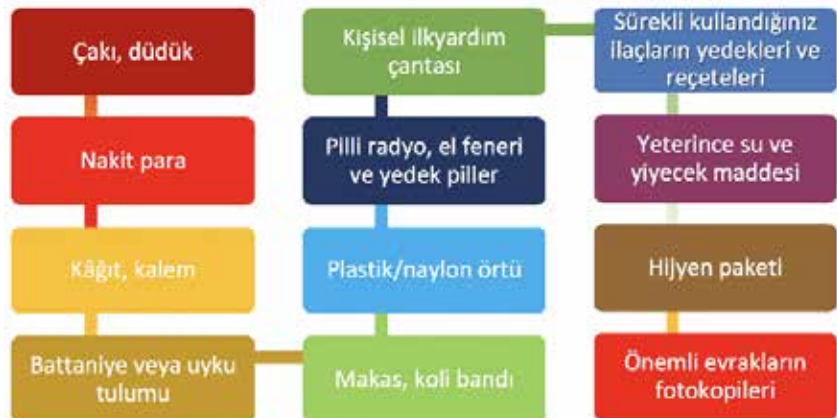 Çakı, düdük
Nakit para
Kâğıt, kalem
Battaniye veya uyku
tulumu
Makas, koli bandı
Plastik/naylon örtü
Pilli radyo, el feneri
ve yedek piller
Kişisel ilkyardım
çantası
Sürekli kullandığınız
ilaçların yedekleri ve
reçeteleri
Yeterince su ve
yiyecek maddesi
Hijyen paketi
Önemli evrakların
fotokopileri